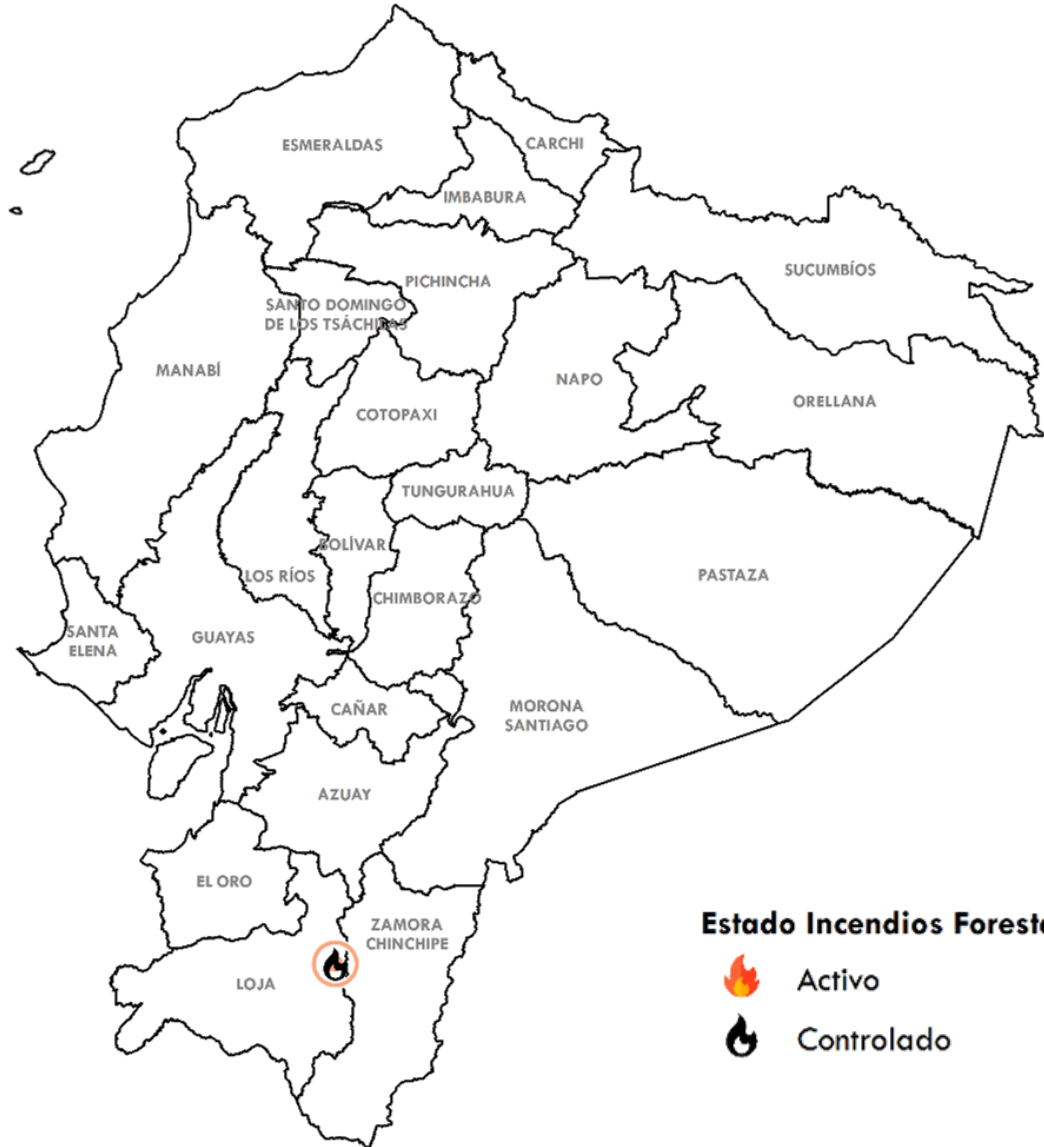 ESMERALDAS
CARCHI
IMBABURA
SUCUMBÍOS
PICHINCHA
SANTO DOMINGO
DE LOS TSÁCHILAS
MANABÍ
NAPO
ORELLANA
COTOPAXI
TUNGURAHUA
BOLÍVAR
LOS RÍOS
PASTAZA
CHIMBORAZO
SANTA
ELENA
GUAYAS
CAÑAR
MORONA
SANTIAGO
AZUAY
EL ORO
ZAMORA
CHINCHIPE
LOJA
Estado Incendios Foresta
Activo
Controlado